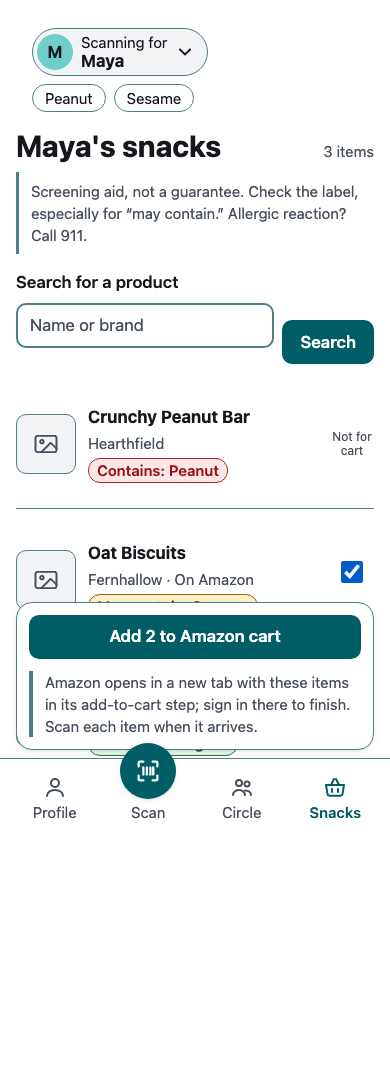 M
Scanning for
Maya
Peanut
Sesame
Maya's snacks
3 items
Screening aid, not a guarantee. Check the label,
especially for “may contain.” Allergic reaction?
Call 911.
Search for a product
Name or brand
Search
Crunchy Peanut Bar
Hearthfield
Contains: Peanut
Not for
cart
Oat Biscuits
Fernhallow · On Amazon
Add 2 to Amazon cart
Amazon opens in a new tab with these items
in its add-to-cart step; sign in there to finish.
Scan each item when it arrives.
Profile
Scan
Circle
Snacks